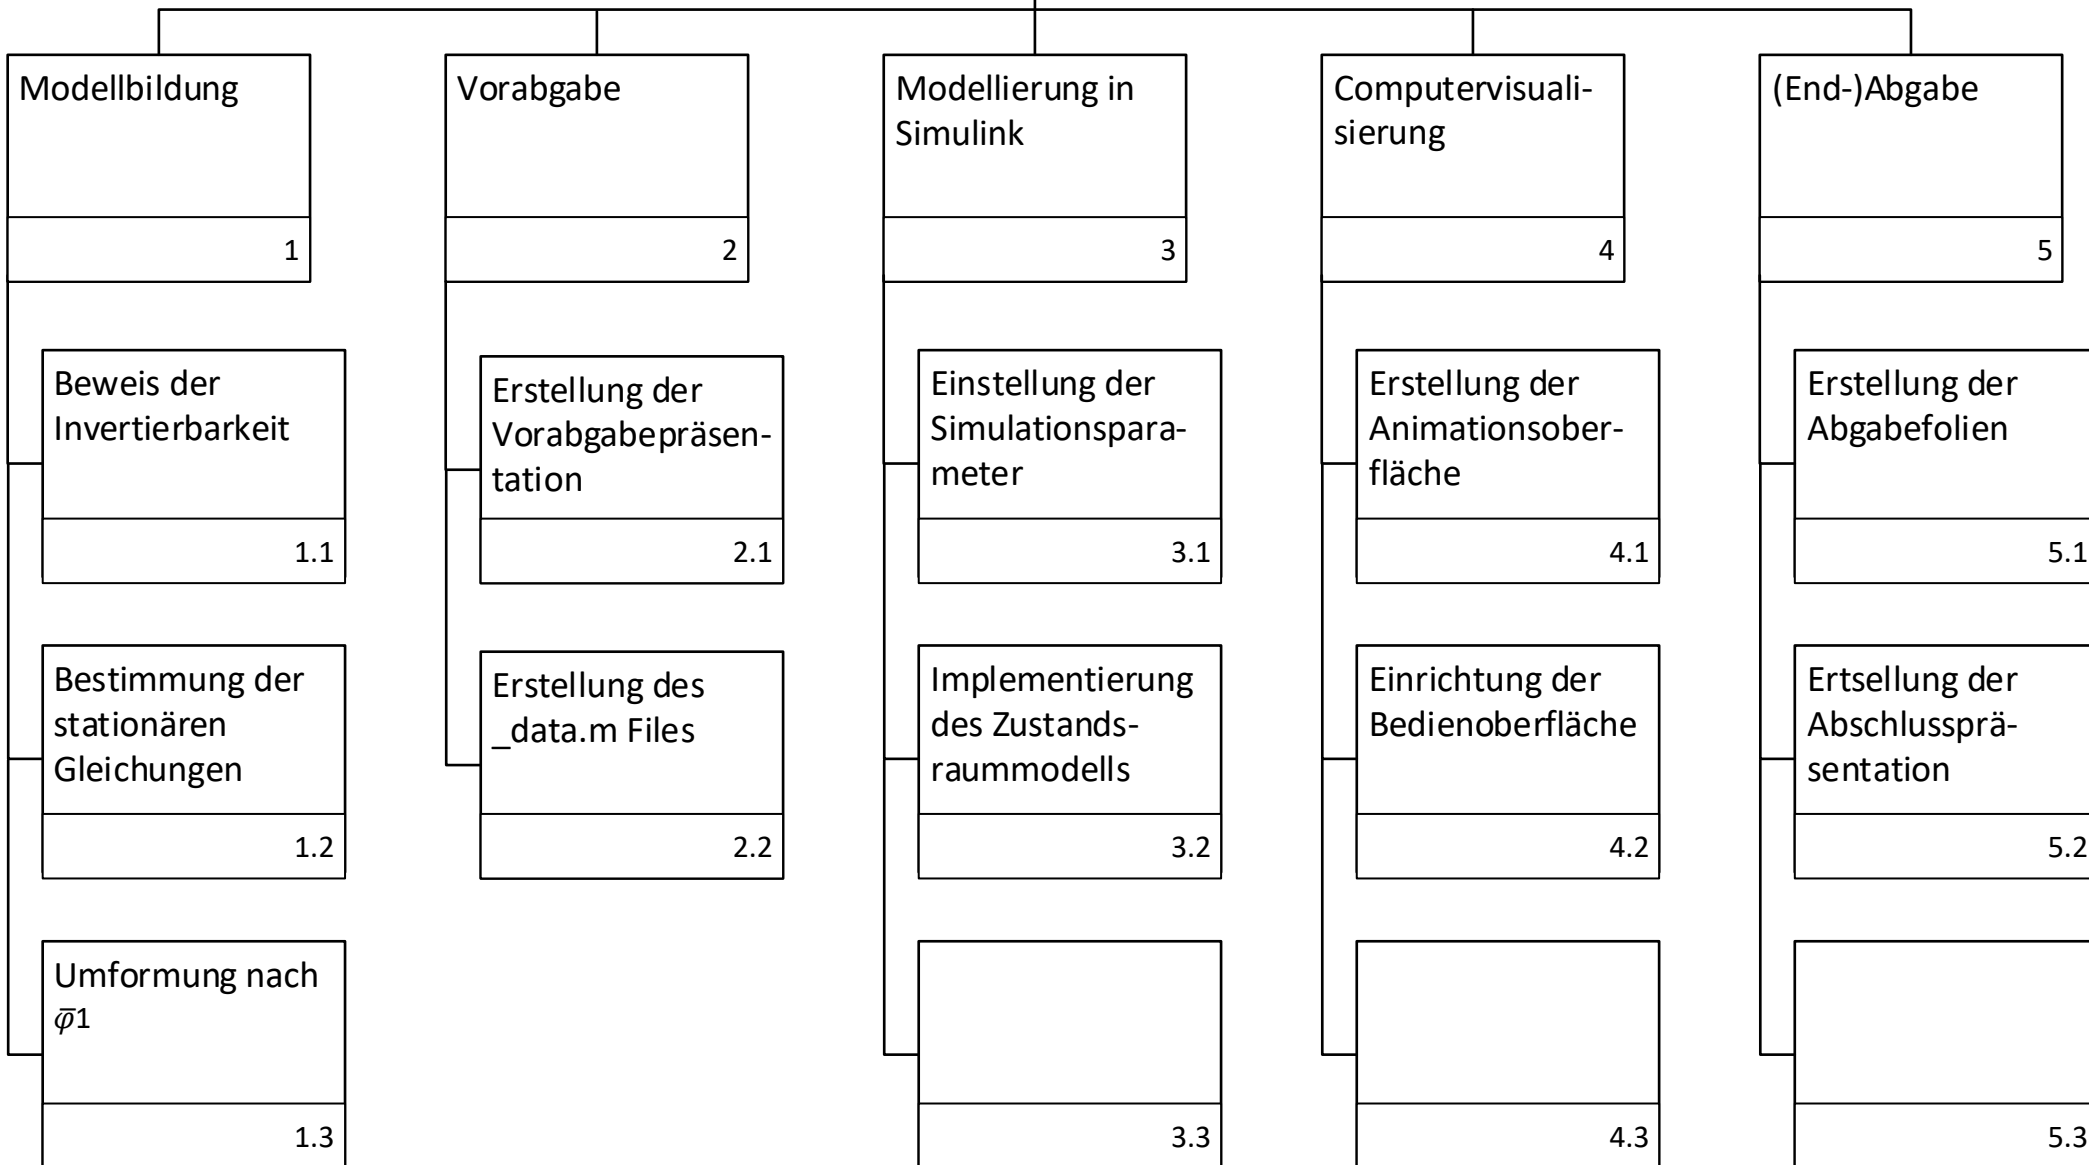 Modellbildung
1
Vorabgabe
2
Modellierung in
Simulink
3
Computervisuali-
sierung
4
(End-)Abgabe
5
Beweis der
Invertierbarkeit
1.1
Erstellung der
Vorabgabepräsen-
tation
2.1
Einstellung der
Simulationspara-
meter
3.1
Erstellung der
Animationsober-
fläche
4.1
Erstellung der
Abgabefolien
5.1
Bestimmung der
stationären
Gleichungen
1.2
Erstellung des
_data.m Files
2.2
Implementierung
des Zustands-
raummodells
3.2
Einrichtung der
Bedienoberfläche
4.2
Ertsellung der
Abschlussprä-
sentation
5.2
Umformung nach
φ̅1
1.3
3.3
4.3
5.3